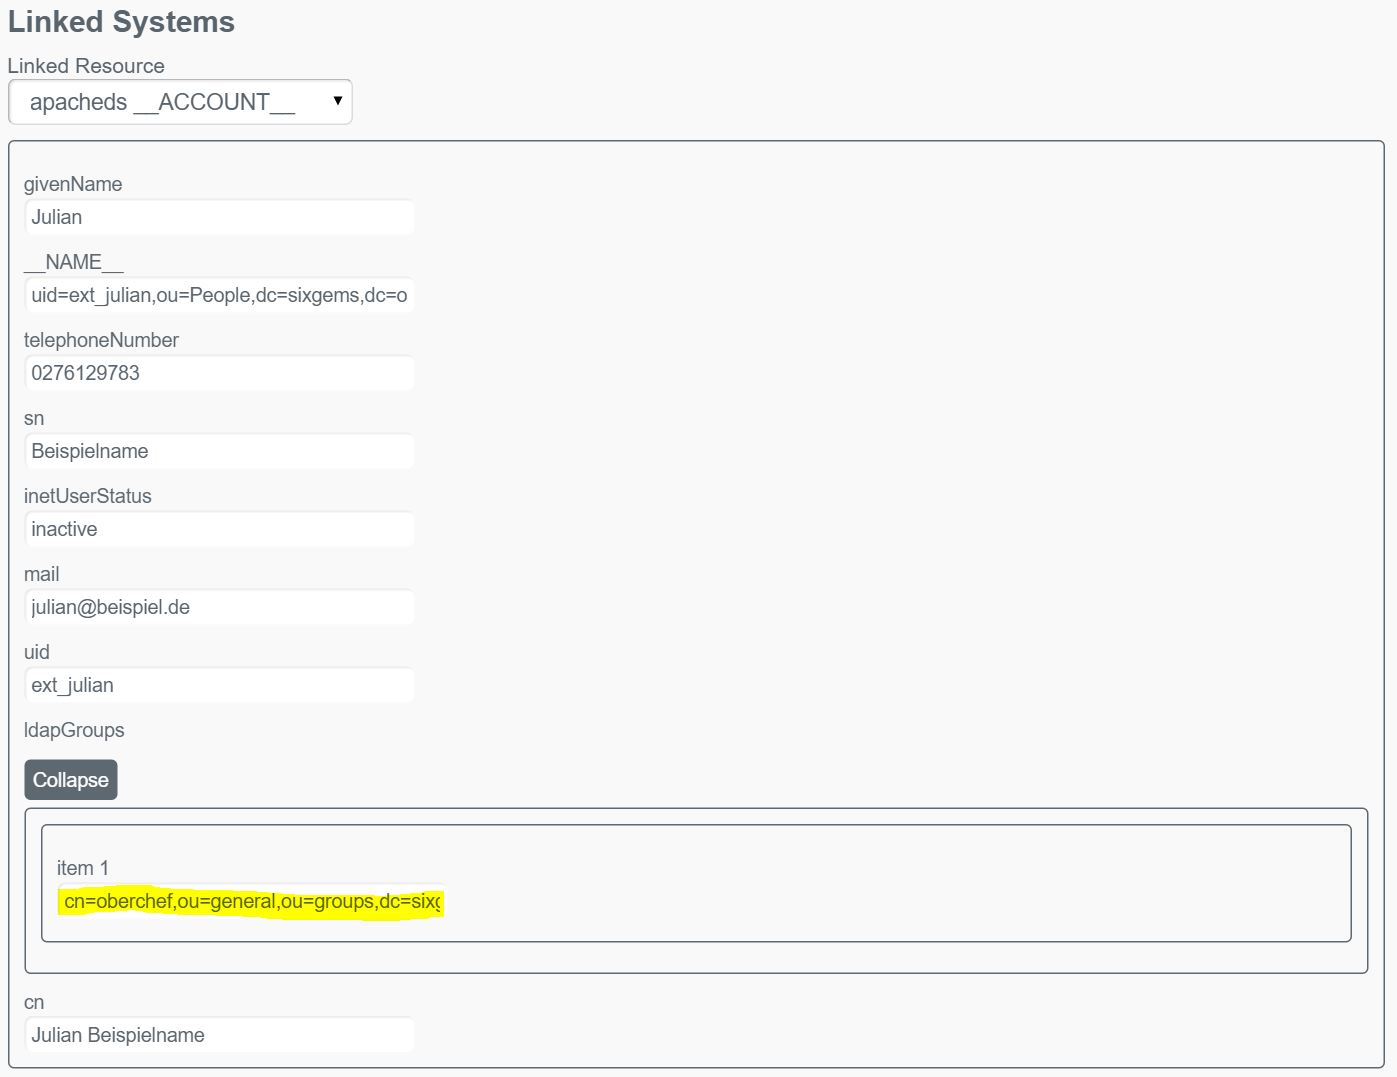 Linked Systems
Linked Resource
apacheds __ACCOUNT__
givenName
Julian
__NAME__
uid=ext_julian,ou=People,dc=sixgems,dc=o
telephoneNumber
0276129783
sn
Beispielname
inetUserStatus
inactive
mail
julian@beispiel.de
uid
ext_julian
ldapGroups
Collapse
item 1
cn=oberchef,ou=general,ou=groups,dc=six
cn
Julian Beispielname